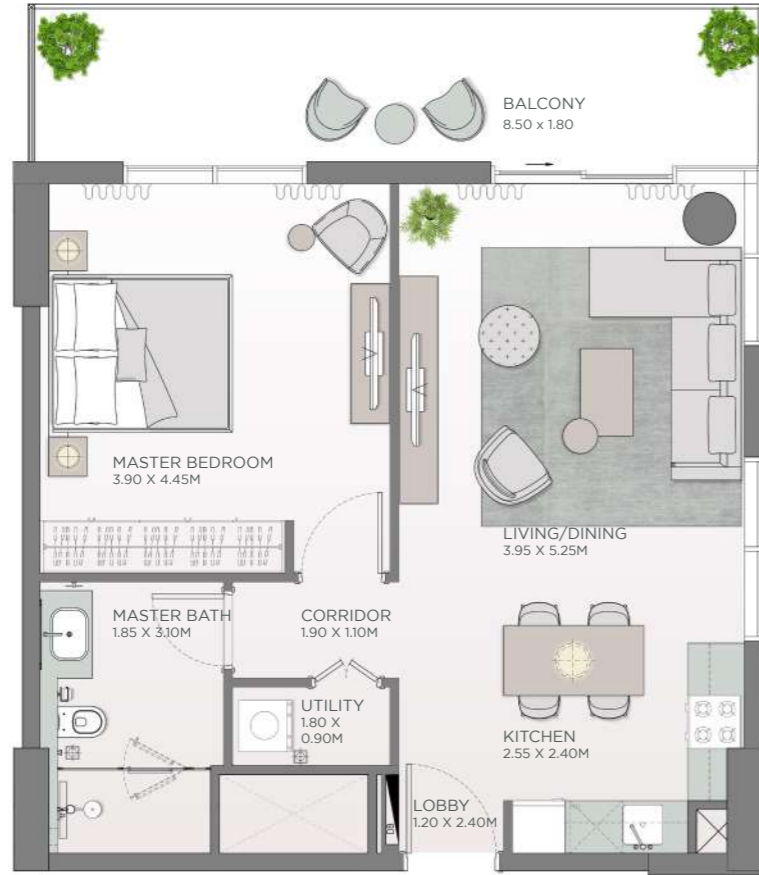 BALCONY
8.50 x 1.80
MASTER BEDROOM
3.90 X 4.45M
LIVING/DINING
3.95 X 5.25M
MASTER BATH
1.85 X 3.10M
CORRIDOR
1.90 X 1.10M
UTILITY
1.80 X
0.90M
KITCHEN
2.55 X 2.40M
LOBBY
1.20 X 2.40M
DB